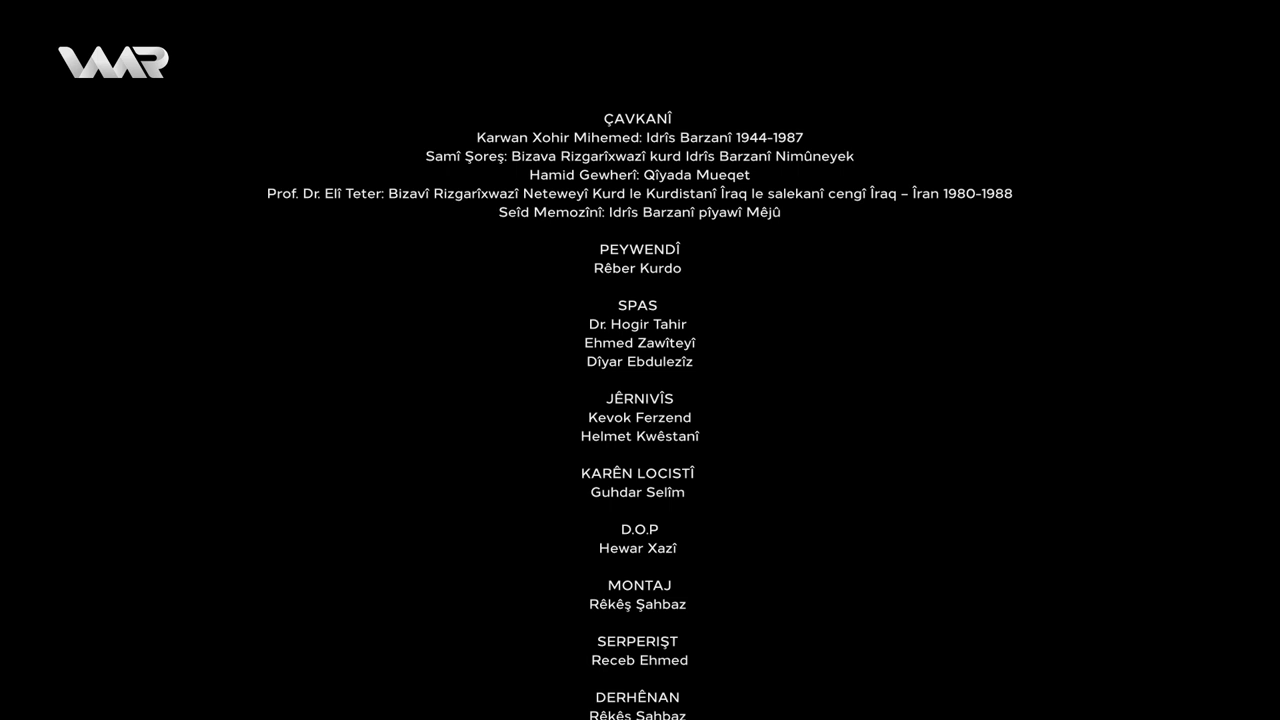 WAAR
ÇAVKANÎ
Karwan Xohir Mihemed: Idrîs Barzanî 1944-1987
Samî Şoreş: Bizava Rizgarîxwazî kurd Idrîs Barzanî Nimûneyek
Hamid Gewherî: Qîyada Mueqet
Prof. Dr. Elî Teter: Bizavî Rizgarîxwazî Neteweyî Kurd le Kurdistanî Îraq le salekanî cengî Îraq – Îran 1980-1988
Seîd Memozînî: Idrîs Barzanî pîyawî Mêjû
PEYWENDÎ
Rêber Kurdo
SPAS
Dr. Hogir Tahir
Ehmed Zawîteyî
Dîyar Ebdulezîz
JÊRNIVÎS
Kevok Ferzend
Helmet Kwêstanî
KARÊN LOCISTÎ
Guhdar Selîm
D.O.P
Hewar Xazî
MONTAJ
Rêkêş Şahbaz
SERPERIŞT
Receb Ehmed
DERHÊNAN
Rêkêş Şahbaz